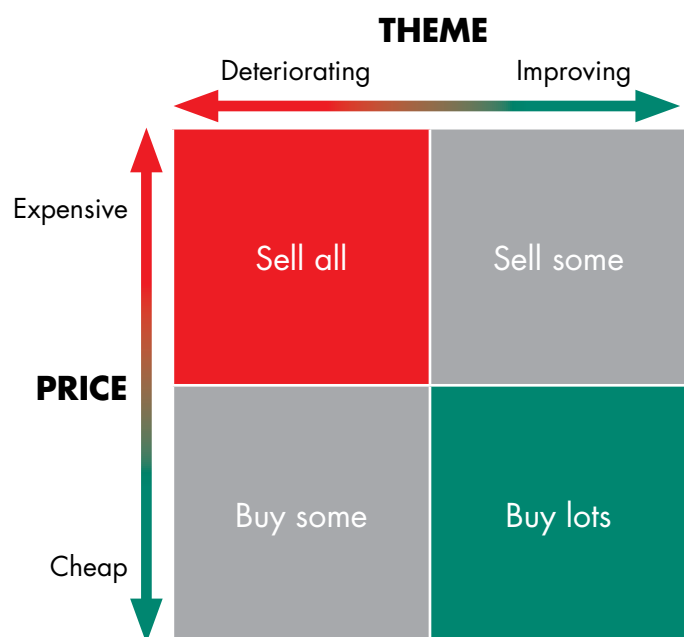 THEME
Deteriorating
Improving
Expensive
Sell all
Sell some
PRICE
Buy some
Buy lots
Cheap